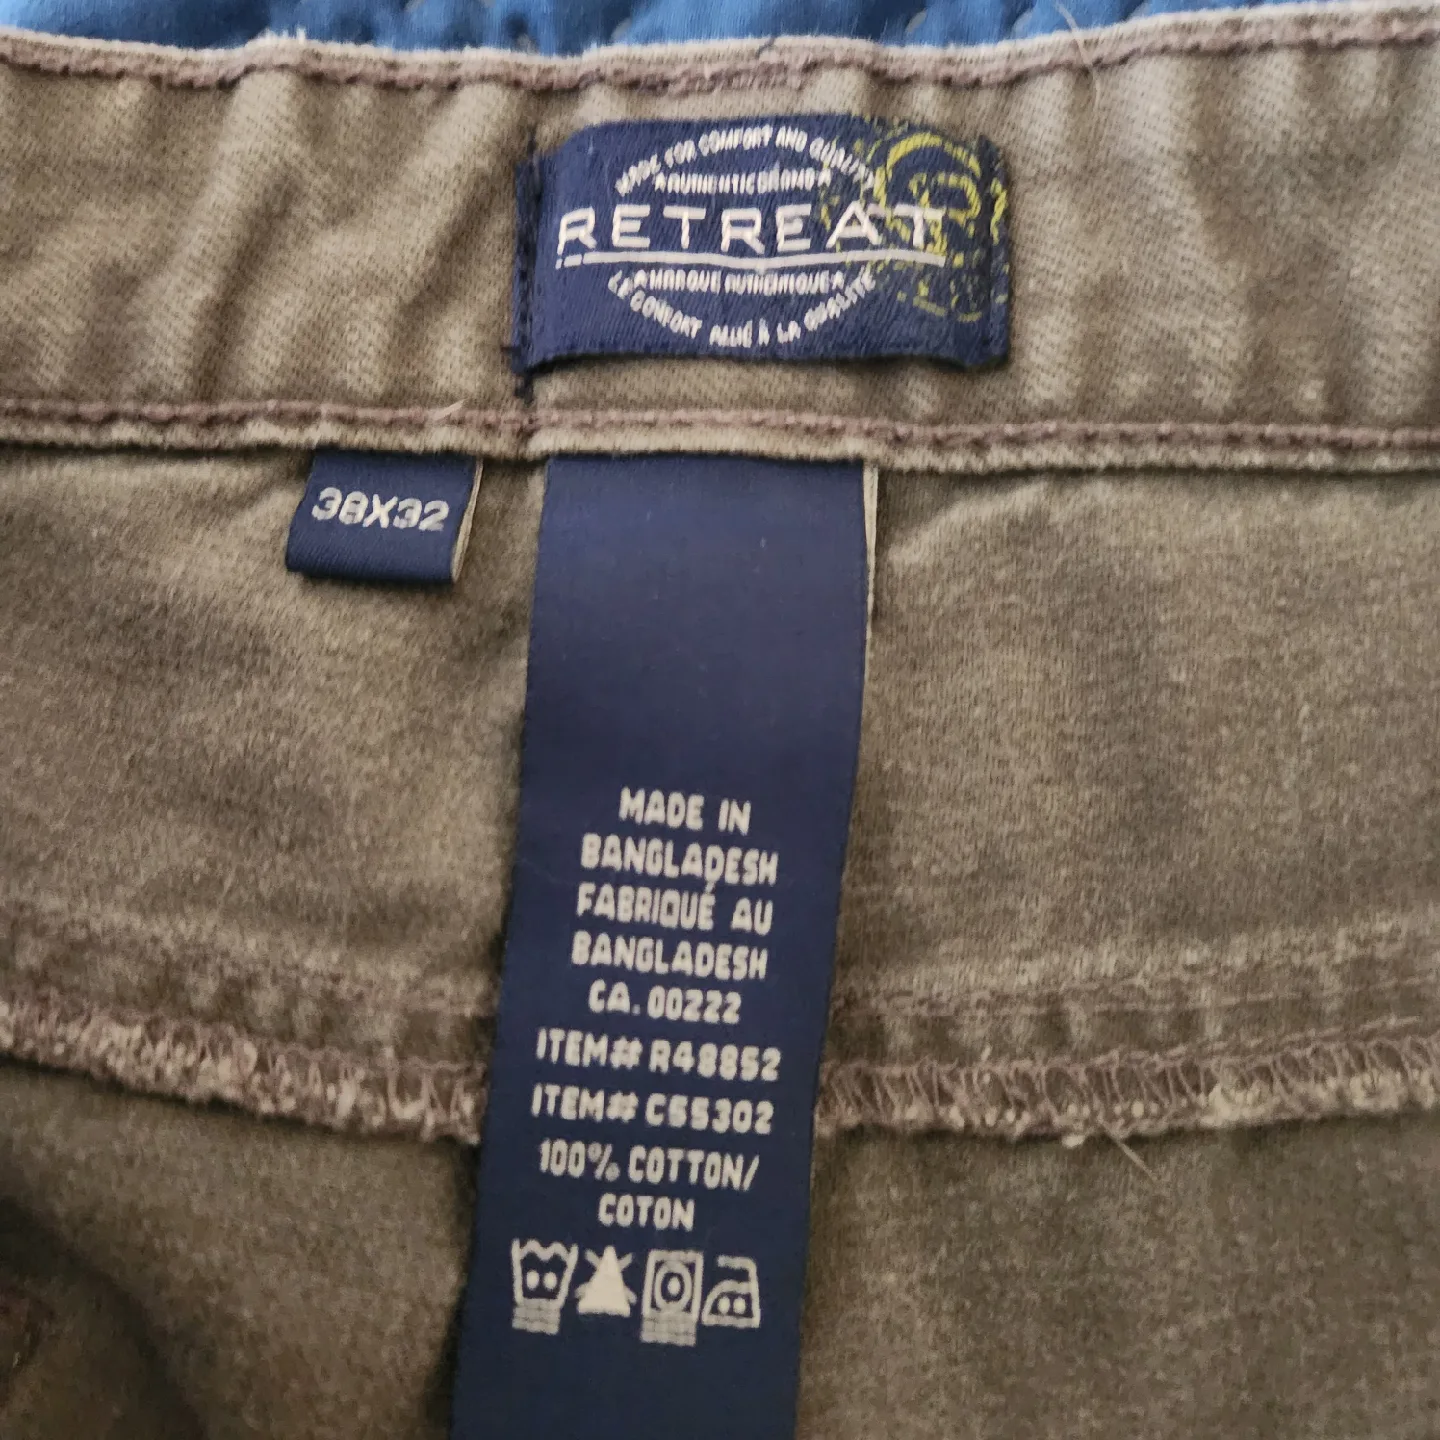 MADE FOR COMFORT AND QUALITY
AUTHENTIC BRAND
RETREAT
MARQUE AUTHENTIQUE
LE CONFORT ALLIÉ À LA QUALITÉ
38X32
MADE IN
BANGLADESH
FABRIQUÉ AU
BANGLADESH
CA. 00222
ITEM# R48852
ITEM# C55302
100% COTTON/
COTON